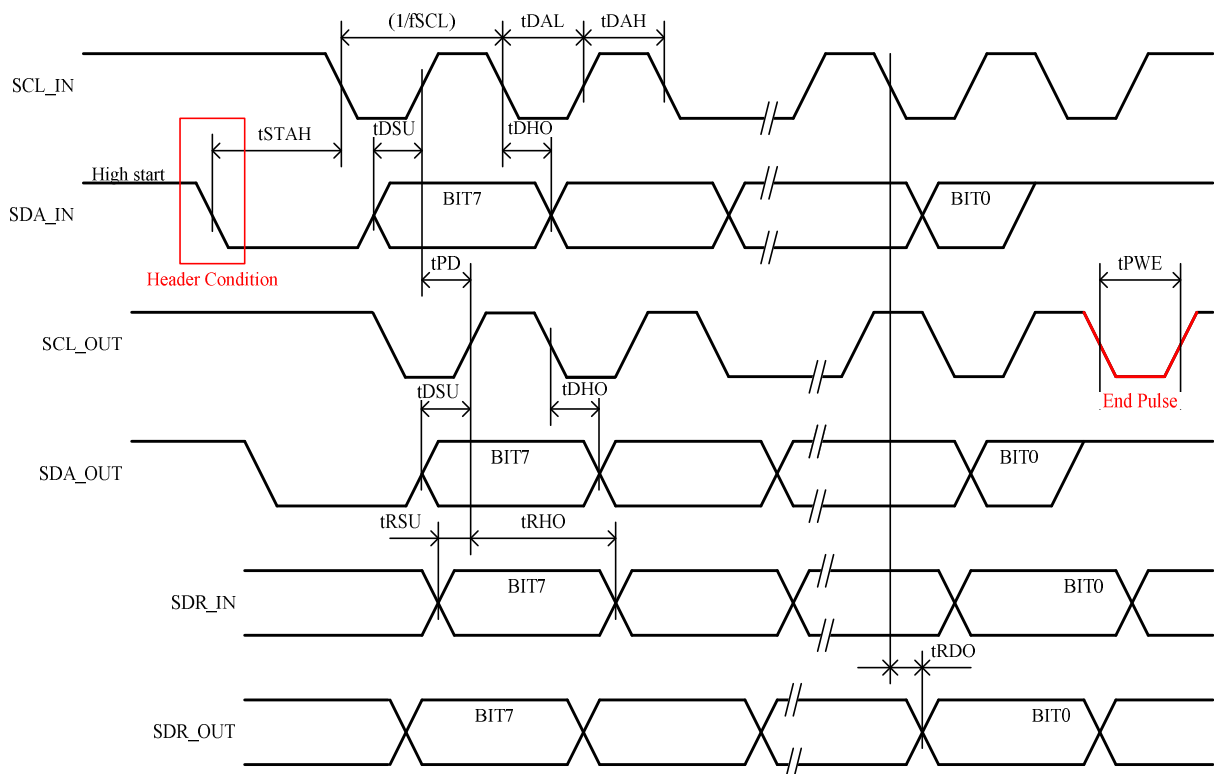 (1/fSCL) tDAL tDAH
SCL_IN
tSTAH tDSU tDHO
High start
BIT7 BIT0
SDA_IN
Header Condition
tPD tPWE
SCL_OUT
tDSU tDHO
End Pulse
BIT7 BIT0
SDA_OUT
tRSU tRHO
BIT7 BIT0
SDR_IN
tRDO
BIT7 BIT0
SDR_OUT